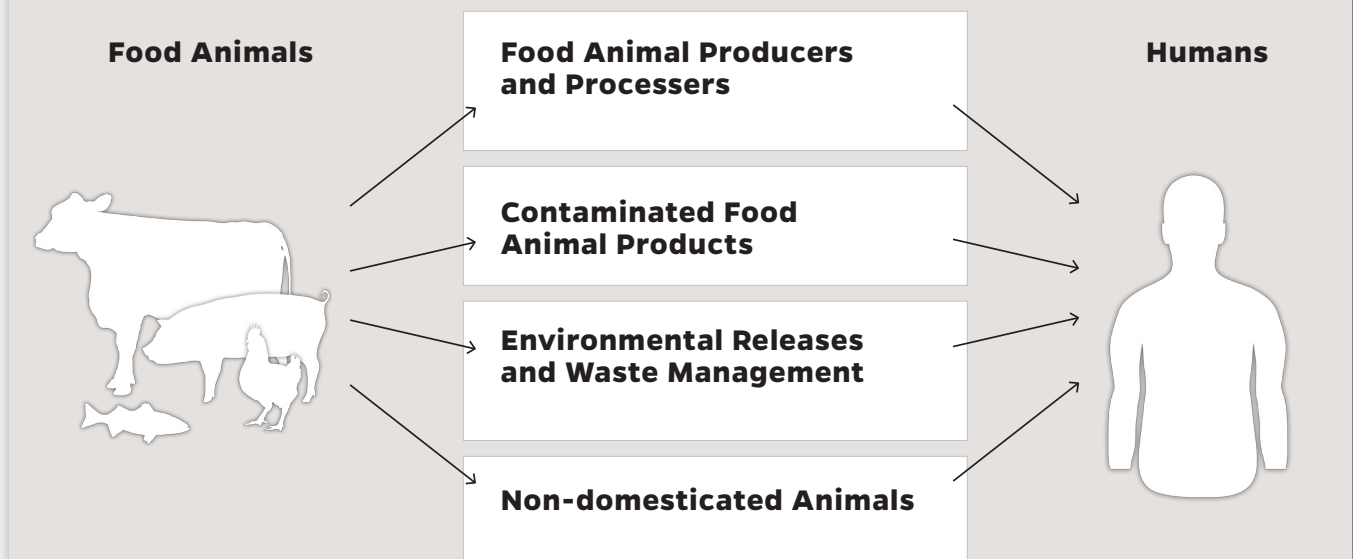 Food Animals
Food Animal Producers
and Processers
Humans
Contaminated Food
Animal Products
Environmental Releases
and Waste Management
Non-domesticated Animals